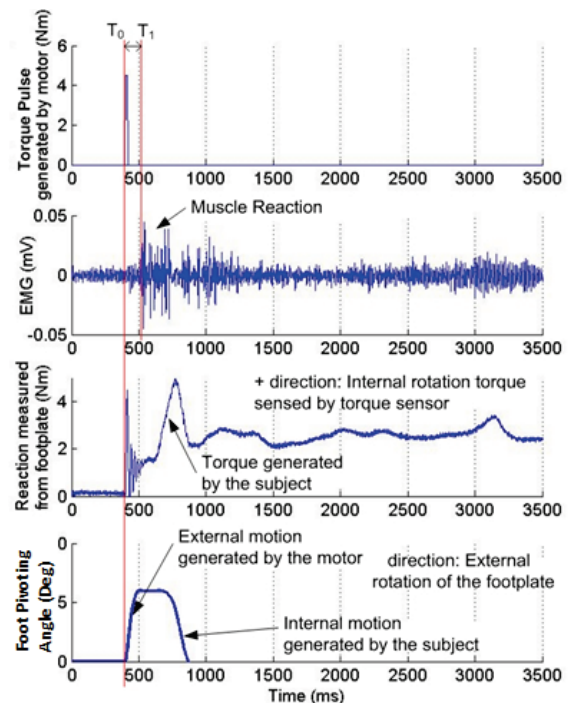 T0 T1
Torque Pulse
generated by motor (Nm)
6
4
2
0
0 500 1000 1500 2000 2500 3000 3500
Muscle Reaction
EMG (mV)
0.05
0
-0.05
0 500 1000 1500 2000 2500 3000 3500
Reaction measured
from footplate (Nm)
4
2
0
+ direction: Internal rotation torque
sensed by torque sensor
Torque generated
by the subject
0 500 1000 1500 2000 2500 3000 3500
Foot Pivoting
Angle (Deg)
0
5
0
External motion
generated by the motor
direction: External
rotation of the footplate
Internal motion
generated by the subject
0 500 1000 1500 2000 2500 3000 3500
Time (ms)